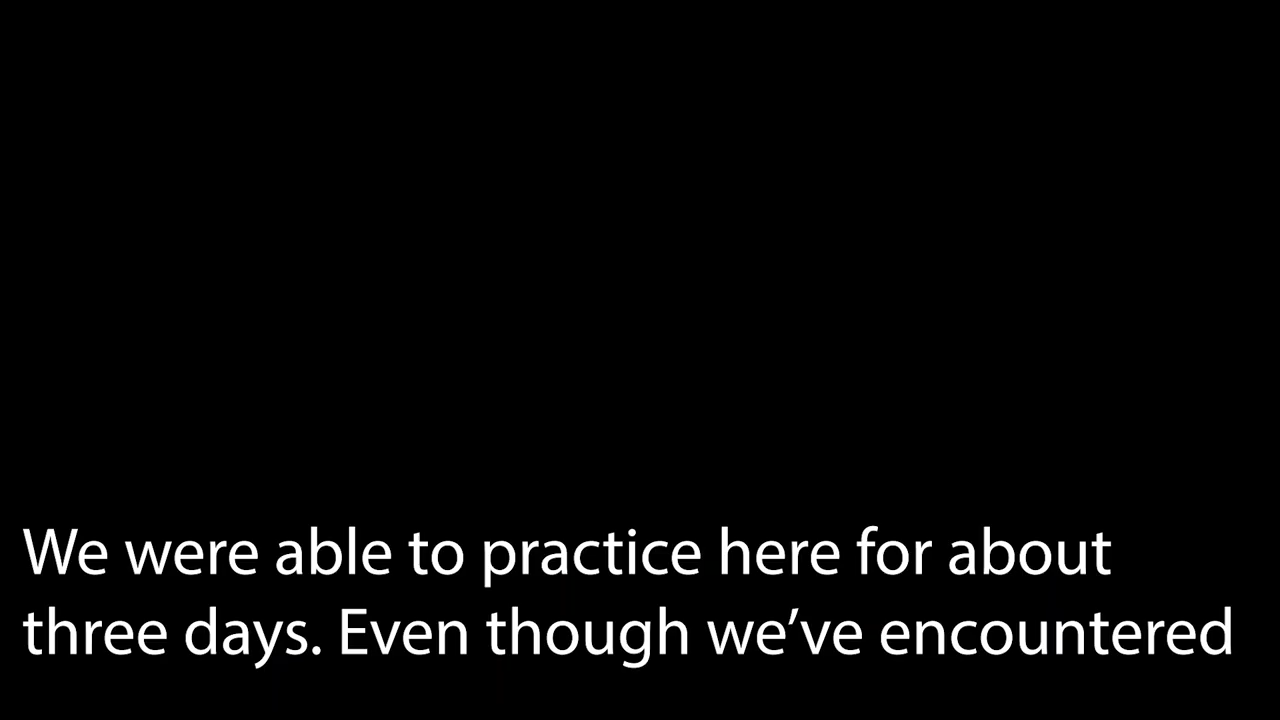 We were able to practice here for about
three days. Even though we’ve encountered